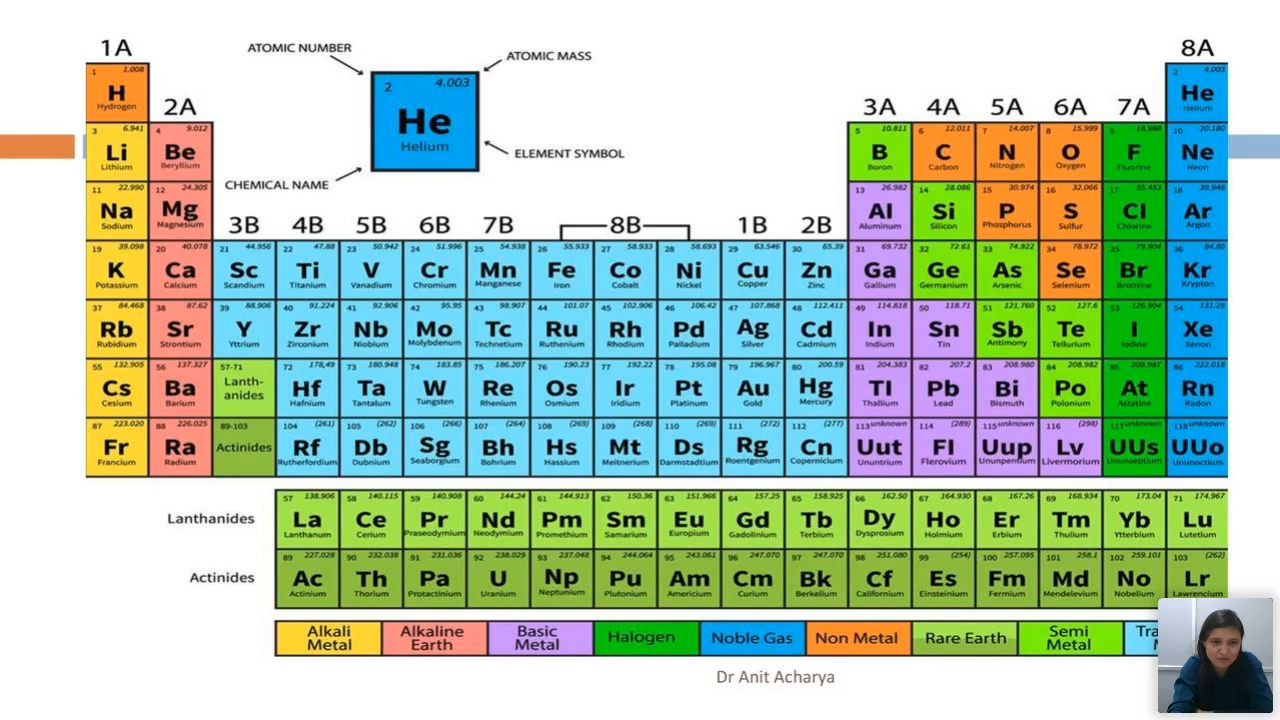 1A 8A
ATOMIC NUMBER ATOMIC MASS
2 4.003
He
Helium
ELEMENT SYMBOL
CHEMICAL NAME
1 1.008 2 4.003
H He
Hydrogen Helium
2A 3A 4A 5A 6A 7A
3 6.941 4 9.012 5 10.811 6 12.011 7 14.007 8 15.999 9 18.998 10 20.180
Li Be B C N O F Ne
Lithium Beryllium Boron Carbon Nitrogen Oxygen Fluorine Neon
11 22.990 12 24.305 13 26.982 14 28.086 15 30.974 16 32.066 17 35.453 18 39.948
Na Mg Al Si P S Cl Ar
Sodium Magnesium Aluminum Silicon Phosphorus Sulfur Chlorine Argon
3B 4B 5B 6B 7B 8B 1B 2B
19 39.098 20 40.078 21 44.956 22 47.88 23 50.942 24 51.996 25 54.938 26 55.933 27 58.933 28 58.693 29 63.546 30 65.39 31 69.732 32 72.61 33 74.922 34 78.972 35 79.904 36 84.80
K Ca Sc Ti V Cr Mn Fe Co Ni Cu Zn Ga Ge As Se Br Kr
Potassium Calcium Scandium Titanium Vanadium Chromium Manganese Iron Cobalt Nickel Copper Zinc Gallium Germanium Arsenic Selenium Bromine Krypton
37 84.468 38 87.62 39 88.906 40 91.224 41 92.906 42 95.95 43 98.907 44 101.07 45 102.906 46 106.42 47 107.868 48 112.411 49 114.818 50 118.71 51 121.760 52 127.6 53 126.904 54 131.29
Rb Sr Y Zr Nb Mo Tc Ru Rh Pd Ag Cd In Sn Sb Te I Xe
Rubidium Strontium Yttrium Zirconium Niobium Molybdenum Technetium Ruthenium Rhodium Palladium Silver Cadmium Indium Tin Antimony Tellurium Iodine Xenon
55 132.905 56 137.327 57-71 72 178,49 73 180.948 74 183.85 75 186.207 76 190.23 77 192.22 78 195.08 79 196.967 80 200.59 81 204.383 82 207.2 83 208.980 84 208.982 85 209.987 86 222.018
Cs Ba Lanth-anides Hf Ta W Re Os Ir Pt Au Hg Tl Pb Bi Po At Rn
Cesium Barium Hafnium Tantalum Tungsten Rhenium Osmium Iridium Platinum Gold Mercury Thallium Lead Bismuth Polonium Astatine Radon
87 223.020 88 226.025 89-103 104 (261) 105 (262) 106 (266) 107 (264) 108 (269) 109 (268) 110 (269) 111 (272) 112 (277) 113 unknown 114 (289) 115 unknown 116 (298) 117 unknown 118 unknown
Fr Ra Actinides Rf Db Sg Bh Hs Mt Ds Rg Cn Uut Fl Uup Lv UUs UUo
Francium Radium Rutherfordium Dubnium Seaborgium Bohrium Hassium Meitnerium Darmstadtium Roentgenium Copernicium Ununtrium Flerovium Ununpentium Livermorium Ununseptium Ununoctium
57 138.906 58 140.115 59 140.908 60 144.24 61 144.913 62 150.36 63 151.966 64 157.25 65 158.925 66 162.50 67 164.930 68 167.26 69 168.934 70 173.04 71 174.967
Lanthanides La Ce Pr Nd Pm Sm Eu Gd Tb Dy Ho Er Tm Yb Lu
Lanthanum Cerium Praseodymium Neodymium Promethium Samarium Europium Gadolinium Terbium Dysprosium Holmium Erbium Thulium Ytterbium Lutetium
89 227.028 90 232.038 91 231.036 92 238.029 93 237.048 94 244.064 95 243.061 96 247.070 97 247.070 98 251.080 99 (254) 100 257.095 101 258.1 102 259.101 103 (262)
Actinides Ac Th Pa U Np Pu Am Cm Bk Cf Es Fm Md No Lr
Actinium Thorium Protactinium Uranium Neptunium Plutonium Americium Curium Berkelium Californium Einsteinium Fermium Mendelevium Nobelium Lawrencium
Alkali Metal Alkaline Earth Basic Metal Halogen Noble Gas Non Metal Rare Earth Semi Metal
Dr Anit Acharya